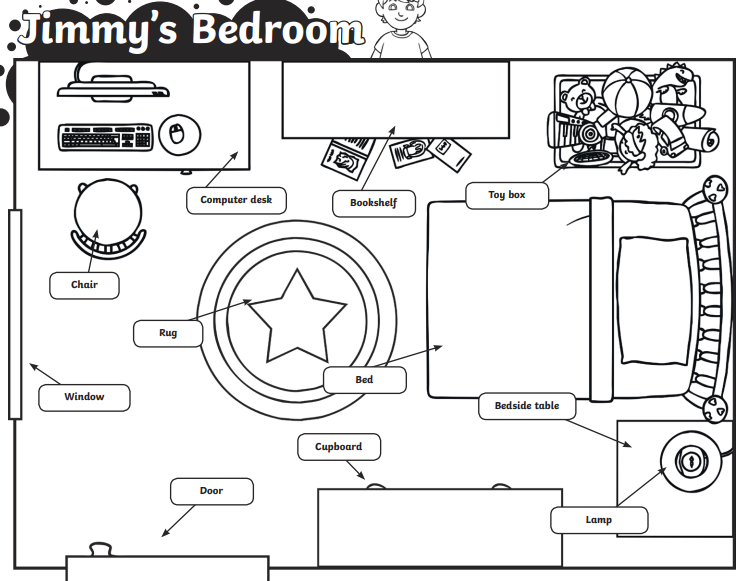 Jimmy's Bedroom
Computer desk
Bookshelf
Toy box
Chair
Rug
Bed
Window
Bedside table
Cupboard
Door
Lamp